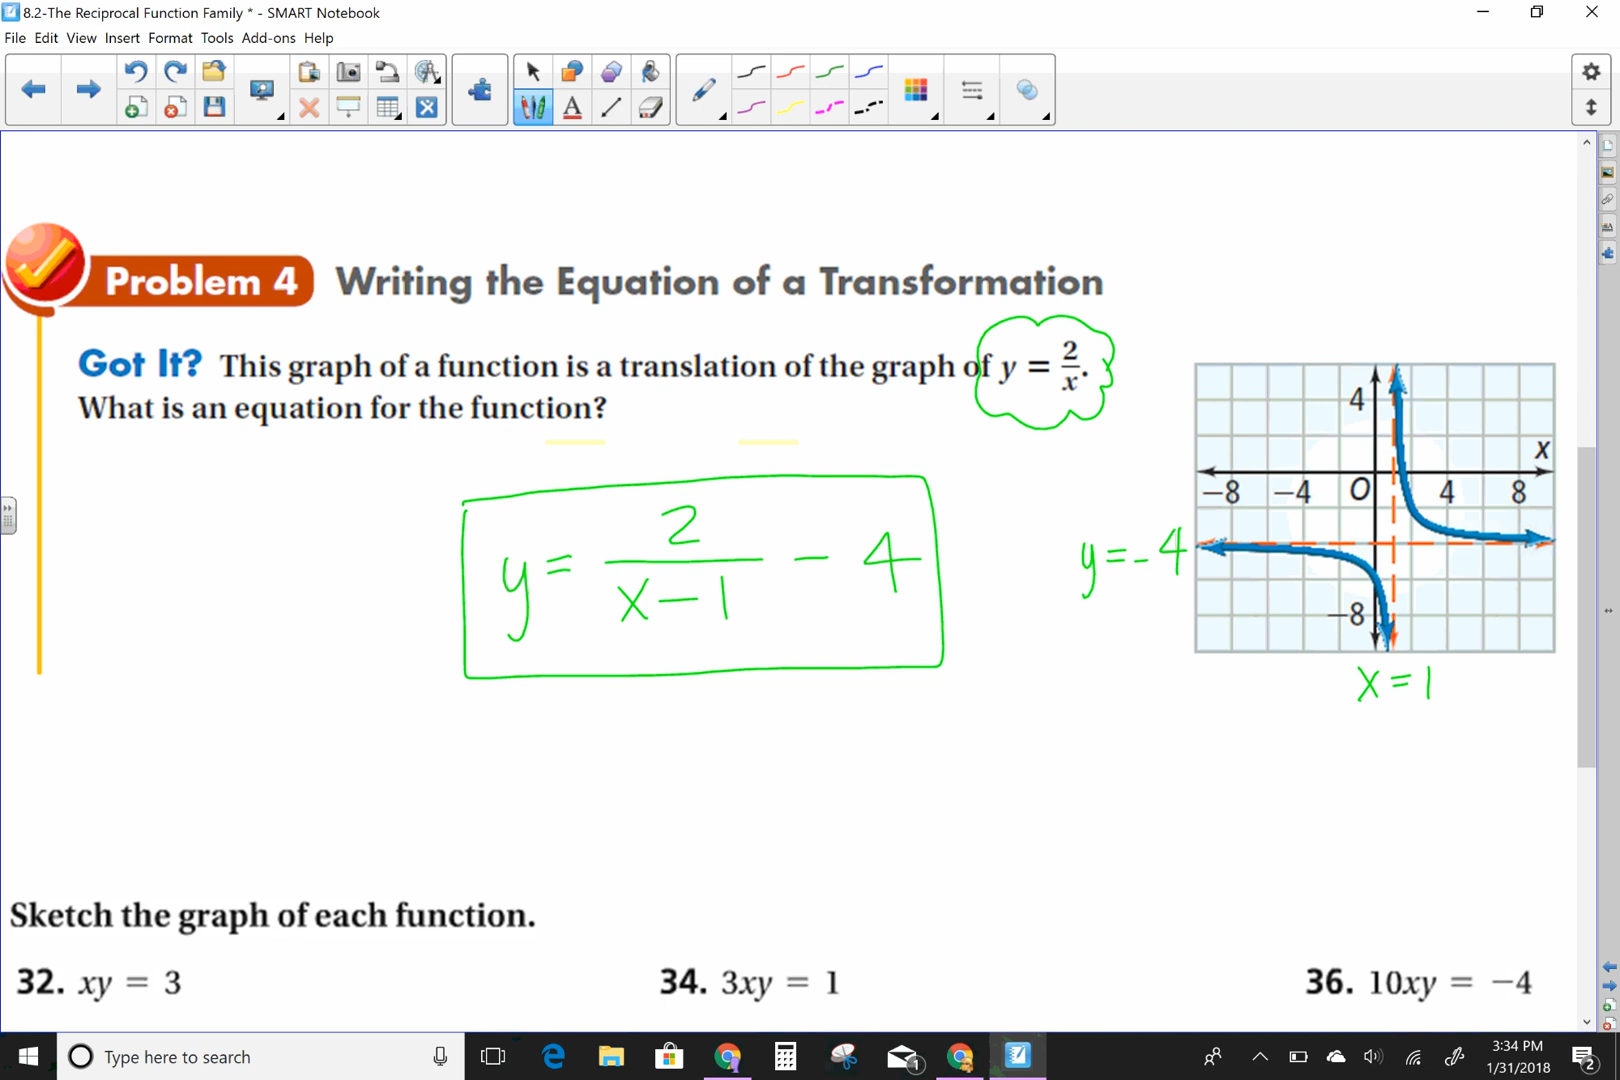 8.2-The Reciprocal Function Family * - SMART Notebook
File Edit View Insert Format Tools Add-ons Help
Problem 4 Writing the Equation of a Transformation
Got It? This graph of a function is a translation of the graph of y = 2/x.
What is an equation for the function?
y = 2/(x - 1) - 4
4
x
-8 -4 O 4 8
y = -4
-8
x = 1
Sketch the graph of each function.
32. xy = 3 34. 3xy = 1 36. 10xy = -4
Type here to search
1
3:34 PM
1/31/2018
2